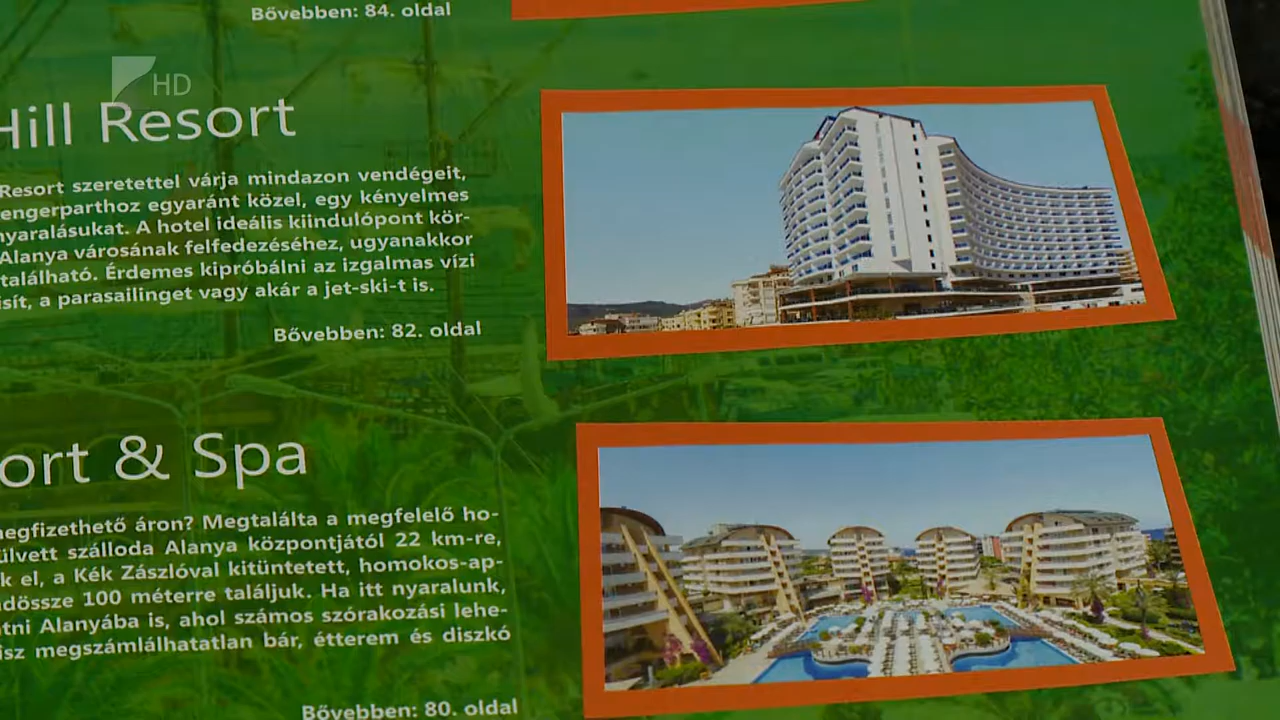 Bővebben: 84. oldal
HD
Hill Resort
Resort szeretettel várja mindazon vendégeit,
engerparthoz egyaránt közel, egy kényelmes
nyaralásukat. A hotel ideális kiindulópont kör-
Alanya városának felfedezéséhez, ugyanakkor
található. Érdemes kipróbálni az izgalmas vízi
isít, a parasailinget vagy akár a jet-ski-t is.
Bővebben: 82. oldal
ort & Spa
negfizethető áron? Megtalálta a megfelelő ho-
ülvett szálloda Alanya központjától 22 km-re,
k el, a Kék Zászlóval kitüntetett, homokos-ap-
dössze 100 méterre találjuk. Ha itt nyaralunk,
tni Alanyába is, ahol számos szórakozási lehe-
isz megszámlálhatatlan bár, étterem és diszkó
Bővebben: 80. oldal